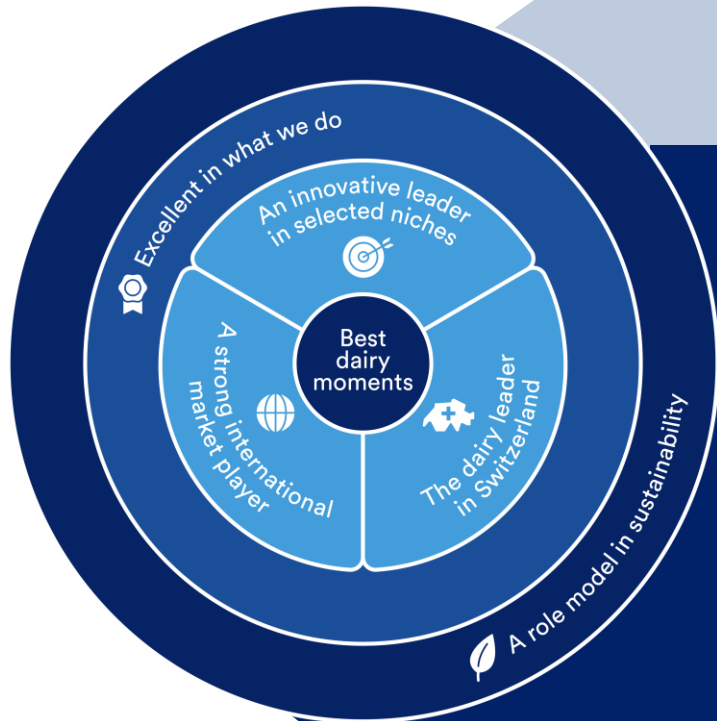 Excellent in what we do
An innovative leader
in selected niches
Best
dairy
moments
A strong international
market player
The dairy leader
in Switzerland
A role model in sustainability